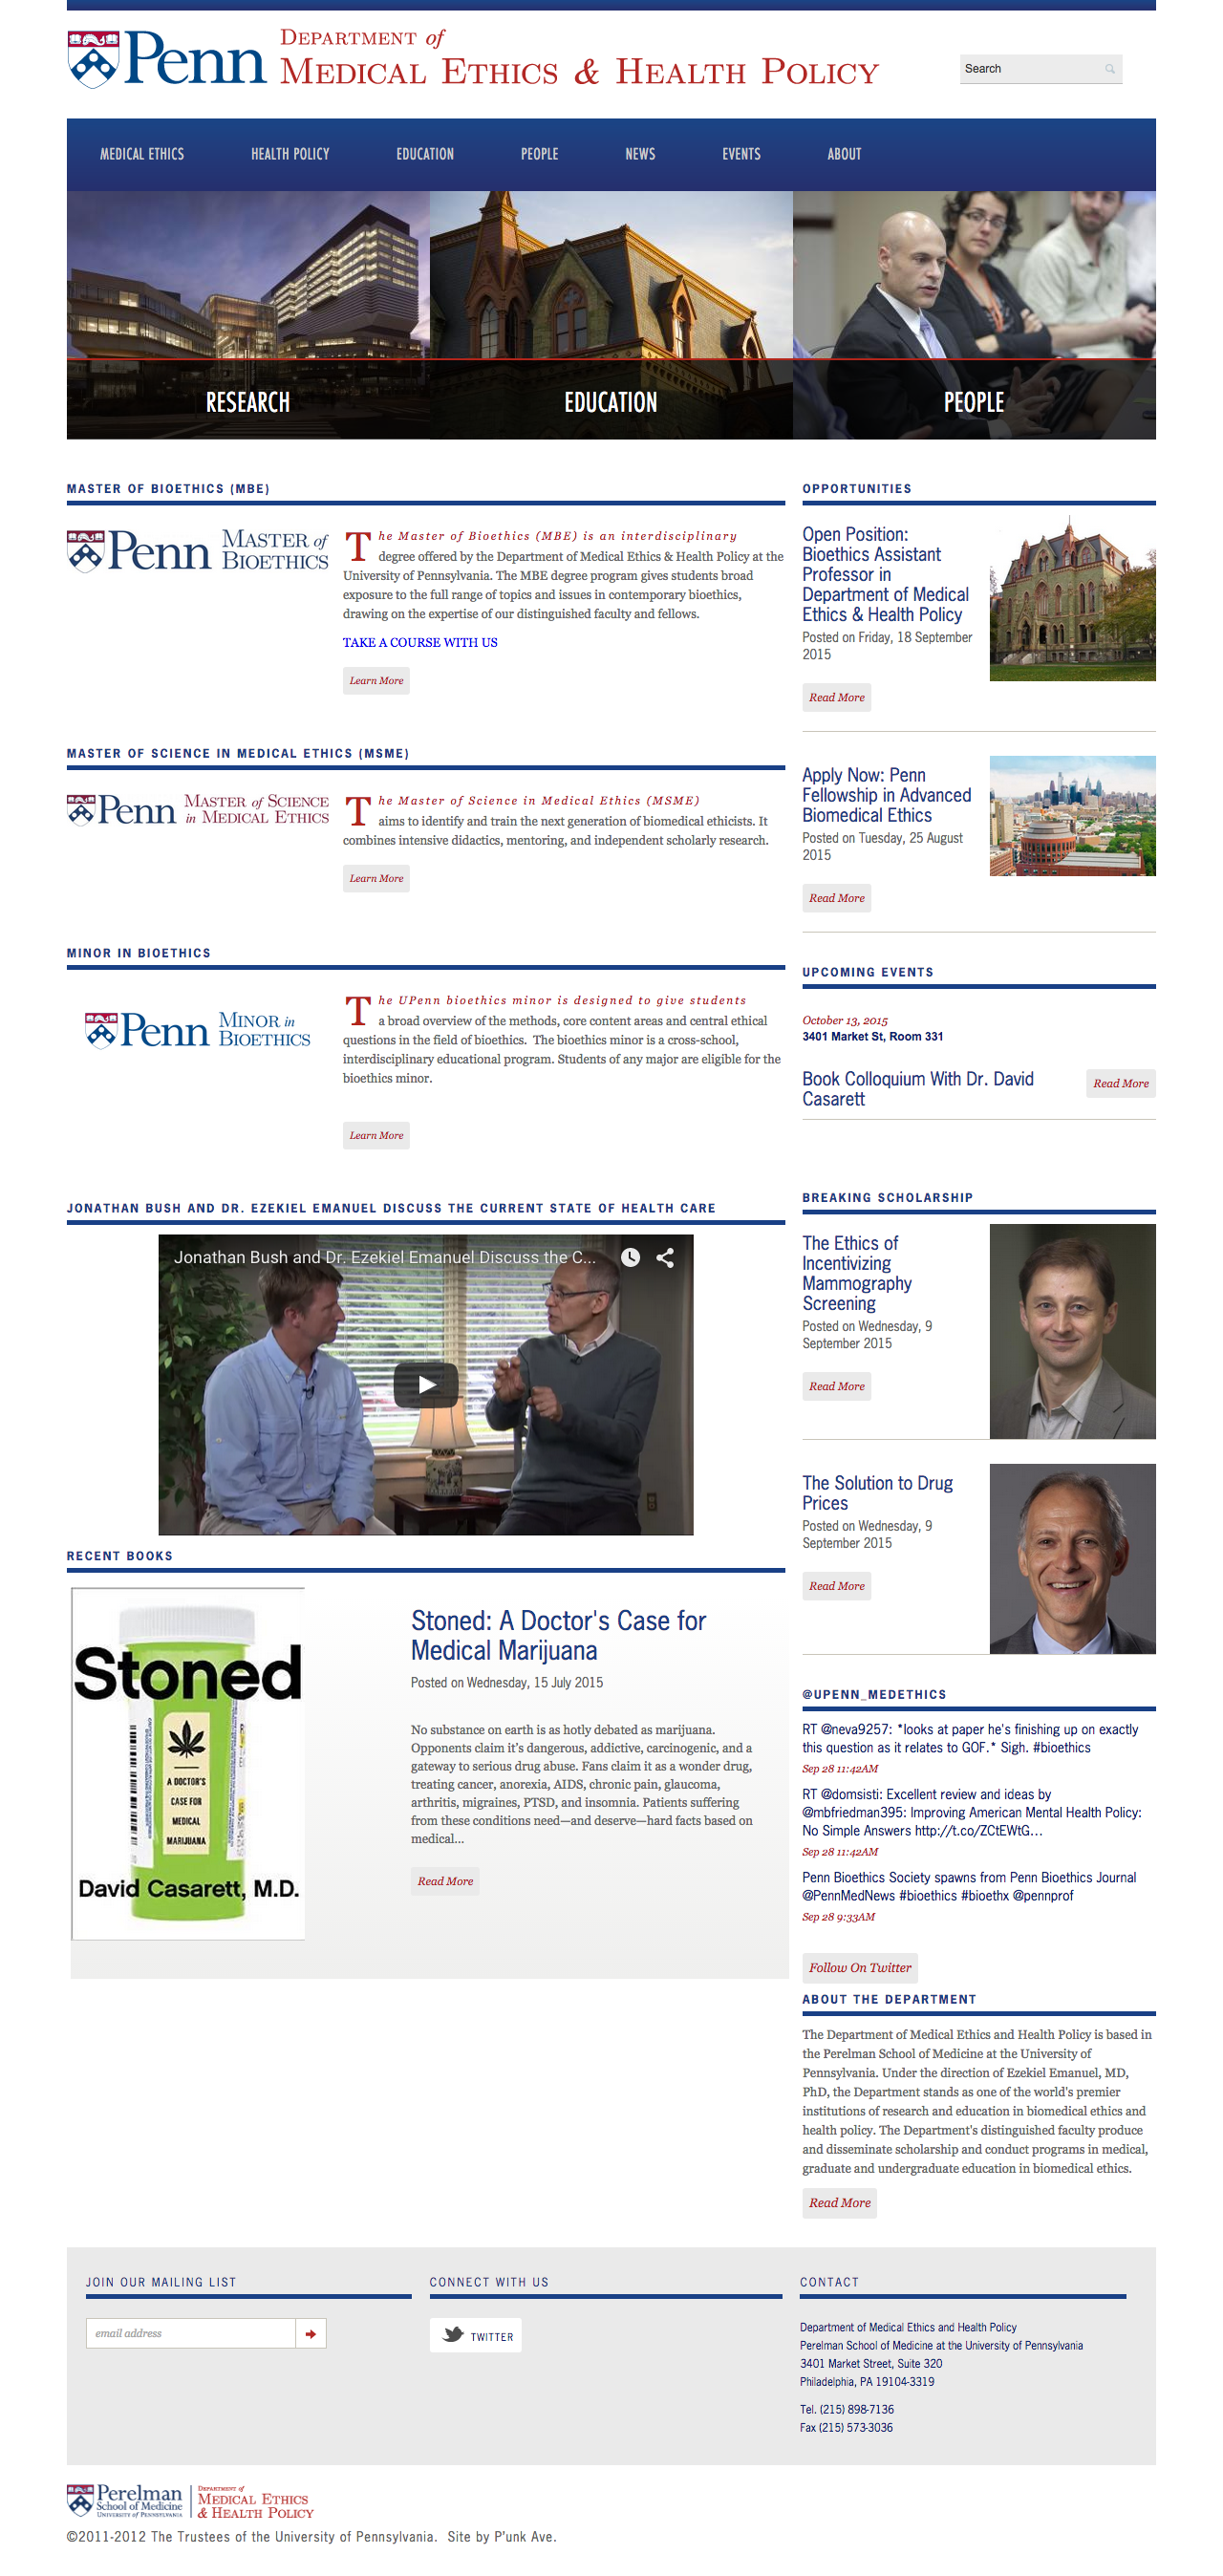 Penn
DEPARTMENT of
MEDICAL ETHICS & HEALTH POLICY
Search
MEDICAL ETHICS
HEALTH POLICY
EDUCATION
PEOPLE
NEWS
EVENTS
ABOUT
RESEARCH
EDUCATION
PEOPLE
MASTER OF BIOETHICS (MBE)
Penn MASTER of
BIOETHICS
The Master of Bioethics (MBE) is an interdisciplinary
degree offered by the Department of Medical Ethics & Health Policy at the
University of Pennsylvania. The MBE degree program gives students broad
exposure to the full range of topics and issues in contemporary bioethics,
drawing on the expertise of our distinguished faculty and fellows.
TAKE A COURSE WITH US
Learn More
MASTER OF SCIENCE IN MEDICAL ETHICS (MSME)
Penn MASTER of SCIENCE
in MEDICAL ETHICS
The Master of Science in Medical Ethics (MSME)
aims to identify and train the next generation of biomedical ethicists. It
combines intensive didactics, mentoring, and independent scholarly research.
Learn More
MINOR IN BIOETHICS
Penn MINOR in
BIOETHICS
The UPenn bioethics minor is designed to give students
a broad overview of the methods, core content areas and central ethical
questions in the field of bioethics. The bioethics minor is a cross-school,
interdisciplinary educational program. Students of any major are eligible for the
bioethics minor.
Learn More
JONATHAN BUSH AND DR. EZEKIEL EMANUEL DISCUSS THE CURRENT STATE OF HEALTH CARE
Jonathan Bush and Dr. Ezekiel Emanuel Discuss the C...
RECENT BOOKS
Stoned
A DOCTOR'S
CASE FOR
MEDICAL
MARIJUANA
David Casarett, M.D.
Stoned: A Doctor's Case for
Medical Marijuana
Posted on Wednesday, 15 July 2015
No substance on earth is as hotly debated as marijuana.
Opponents claim it's dangerous, addictive, carcinogenic, and a
gateway to serious drug abuse. Fans claim it as a wonder drug,
treating cancer, anorexia, AIDS, chronic pain, glaucoma,
arthritis, migraines, PTSD, and insomnia. Patients suffering
from these conditions need—and deserve—hard facts based on
medical...
Read More
OPPORTUNITIES
Open Position:
Bioethics Assistant
Professor in
Department of Medical
Ethics & Health Policy
Posted on Friday, 18 September
2015
Read More
Apply Now: Penn
Fellowship in Advanced
Biomedical Ethics
Posted on Tuesday, 25 August
2015
Read More
UPCOMING EVENTS
October 13, 2015
3401 Market St, Room 331
Book Colloquium With Dr. David
Casarett
Read More
BREAKING SCHOLARSHIP
The Ethics of
Incentivizing
Mammography
Screening
Posted on Wednesday, 9
September 2015
Read More
The Solution to Drug
Prices
Posted on Wednesday, 9
September 2015
Read More
@UPENN_MEDETHICS
RT @neva9257: *looks at paper he's finishing up on exactly
this question as it relates to GOF.* Sigh. #bioethics
Sep 28 11:42AM
RT @domsisti: Excellent review and ideas by
@mbfriedman395: Improving American Mental Health Policy:
No Simple Answers http://t.co/ZCtEWtG…
Sep 28 11:42AM
Penn Bioethics Society spawns from Penn Bioethics Journal
@PennMedNews #bioethics #bioethx @pennprof
Sep 28 9:33AM
Follow On Twitter
ABOUT THE DEPARTMENT
The Department of Medical Ethics and Health Policy is based in
the Perelman School of Medicine at the University of
Pennsylvania. Under the direction of Ezekiel Emanuel, MD,
PhD, the Department stands as one of the world's premier
institutions of research and education in biomedical ethics and
health policy. The Department's distinguished faculty produce
and disseminate scholarship and conduct programs in medical,
graduate and undergraduate education in biomedical ethics.
Read More
JOIN OUR MAILING LIST
email address
CONNECT WITH US
TWITTER
CONTACT
Department of Medical Ethics and Health Policy
Perelman School of Medicine at the University of Pennsylvania
3401 Market Street, Suite 320
Philadelphia, PA 19104-3319
Tel. (215) 898-7136
Fax (215) 573-3036
Perelman
School of Medicine
UNIVERSITY of PENNSYLVANIA
DEPARTMENT of
MEDICAL ETHICS
& HEALTH POLICY
©2011-2012 The Trustees of the University of Pennsylvania. Site by P'unk Ave.